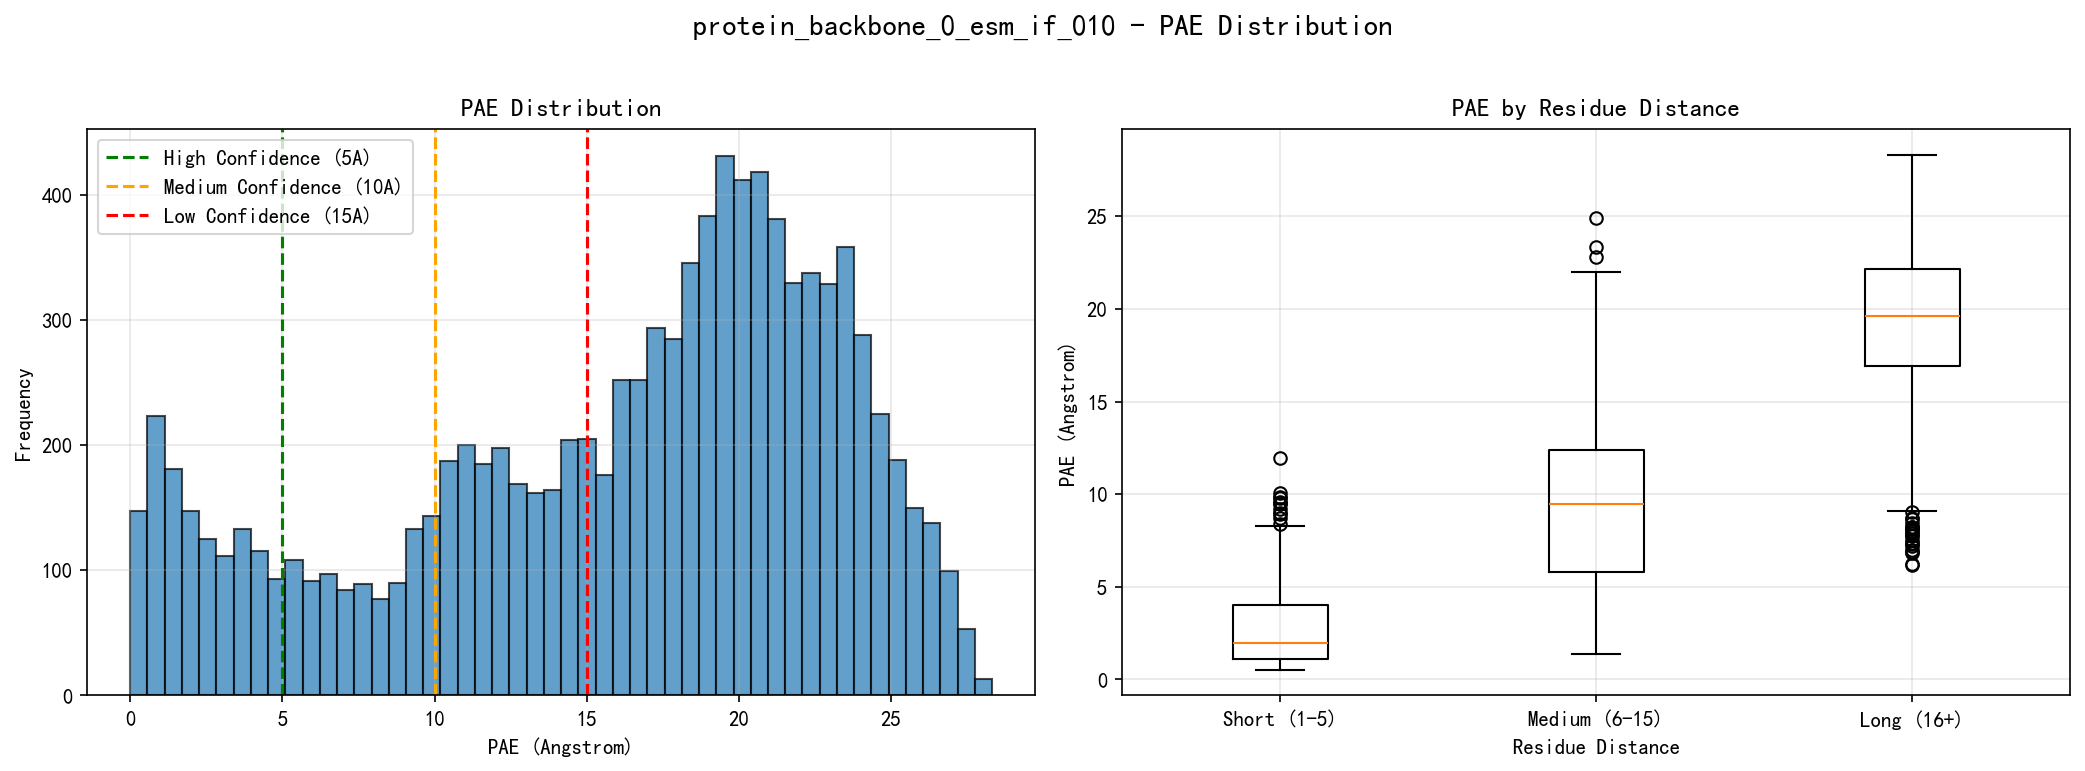 protein_backbone_0_esm_if_010 - PAE Distribution
PAE Distribution
High Confidence (5A)
Medium Confidence (10A)
Low Confidence (15A)
Frequency
400
300
200
100
0
0 5 10 15 20 25
PAE (Angstrom)
PAE by Residue Distance
PAE (Angstrom)
25
20
15
10
5
0
Short (1-5) Medium (6-15) Long (16+)
Residue Distance